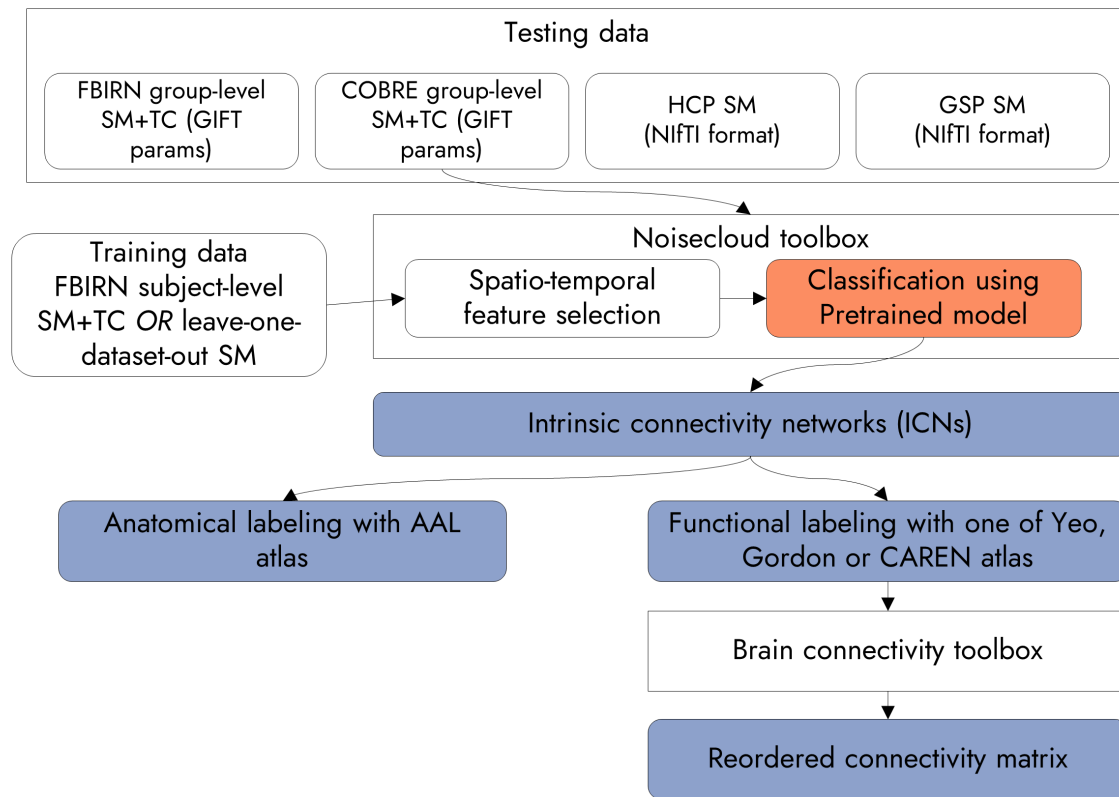 Testing data
FBIRN group-level
SM+TC (GIFT
params)
COBRE group-level
SM+TC (GIFT
params)
HCP SM
(NIfTI format)
GSP SM
(NIfTI format)
Training data
FBIRN subject-level
SM+TC OR leave-one-
dataset-out SM
Noisecloud toolbox
Spatio-temporal
feature selection
Classification using
Pretrained model
Intrinsic connectivity networks (ICNs)
Anatomical labeling with AAL
atlas
Functional labeling with one of Yeo,
Gordon or CAREN atlas
Brain connectivity toolbox
Reordered connectivity matrix